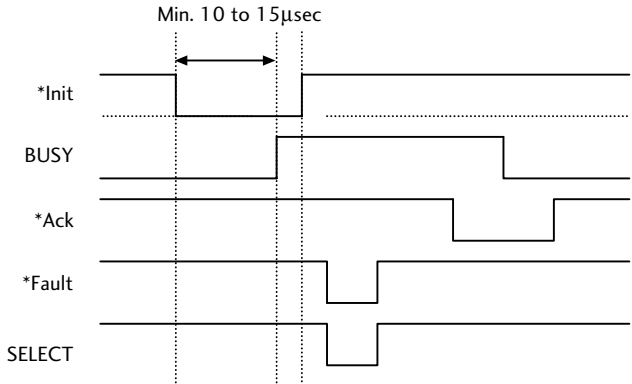 Min. 10 to 15μsec
*Init
BUSY
*Ack
*Fault
SELECT